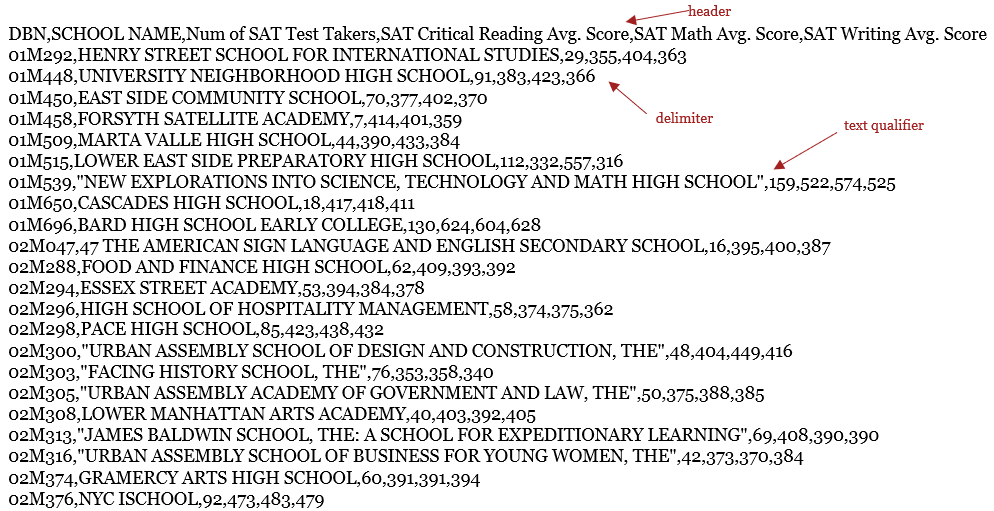 header
DBN,SCHOOL NAME,Num of SAT Test Takers,SAT Critical Reading Avg. Score,SAT Math Avg. Score,SAT Writing Avg. Score
01M292,HENRY STREET SCHOOL FOR INTERNATIONAL STUDIES,29,355,404,363
01M448,UNIVERSITY NEIGHBORHOOD HIGH SCHOOL,91,383,423,366
01M450,EAST SIDE COMMUNITY SCHOOL,70,377,402,370
01M458,FORSYTH SATELLITE ACADEMY,7,414,401,359
delimiter
text qualifier
01M509,MARTA VALLE HIGH SCHOOL,44,390,433,384
01M515,LOWER EAST SIDE PREPARATORY HIGH SCHOOL,112,332,557,316
01M539,"NEW EXPLORATIONS INTO SCIENCE, TECHNOLOGY AND MATH HIGH SCHOOL",159,522,574,525
01M650,CASCADES HIGH SCHOOL,18,417,418,411
01M696,BARD HIGH SCHOOL EARLY COLLEGE,130,624,604,628
02M047,47 THE AMERICAN SIGN LANGUAGE AND ENGLISH SECONDARY SCHOOL,16,395,400,387
02M288,FOOD AND FINANCE HIGH SCHOOL,62,409,393,392
02M294,ESSEX STREET ACADEMY,53,394,384,378
02M296,HIGH SCHOOL OF HOSPITALITY MANAGEMENT,58,374,375,362
02M298,PACE HIGH SCHOOL,85,423,438,432
02M300,"URBAN ASSEMBLY SCHOOL OF DESIGN AND CONSTRUCTION, THE",48,404,449,416
02M303,"FACING HISTORY SCHOOL, THE",76,353,358,340
02M305,"URBAN ASSEMBLY ACADEMY OF GOVERNMENT AND LAW, THE",50,375,388,385
02M308,LOWER MANHATTAN ARTS ACADEMY,40,403,392,405
02M313,"JAMES BALDWIN SCHOOL, THE: A SCHOOL FOR EXPEDITIONARY LEARNING",69,408,390,390
02M316,"URBAN ASSEMBLY SCHOOL OF BUSINESS FOR YOUNG WOMEN, THE",42,373,370,384
02M374,GRAMERCY ARTS HIGH SCHOOL,60,391,391,394
02M376,NYC ISCHOOL,92,473,483,479